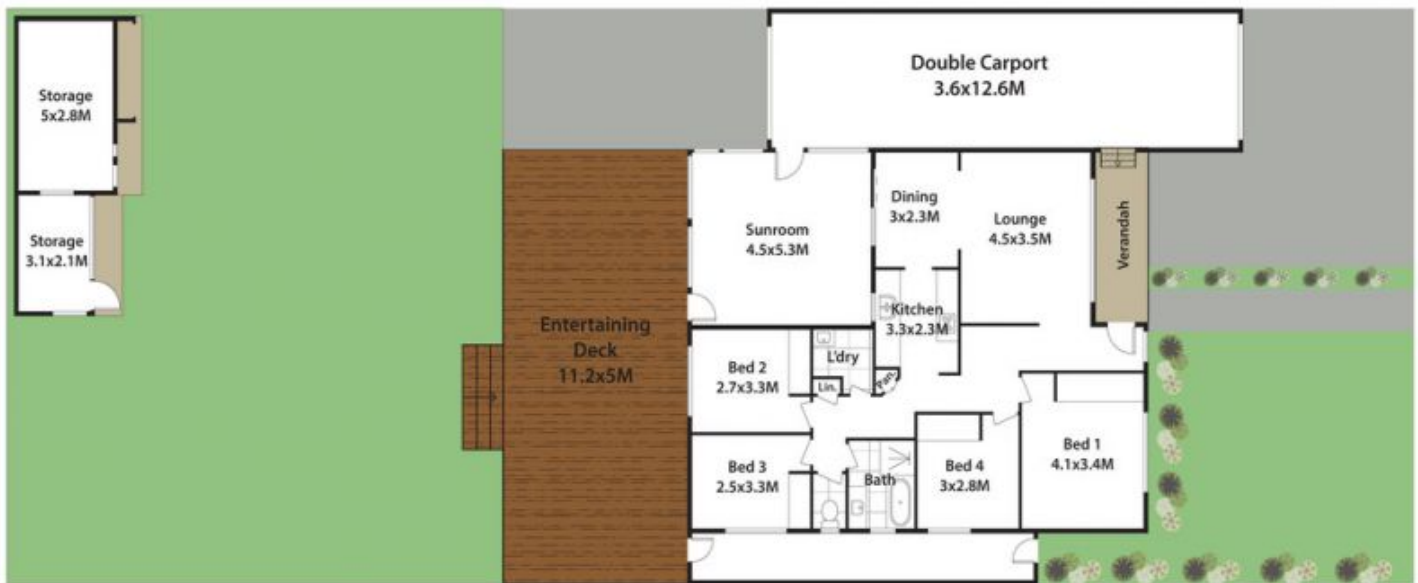 Double Carport
3.6x12.6M
Storage
5x2.8M
Storage
3.1x2.1M
Sunroom
4.5x5.3M
Dining
3x2.3M
Lounge
4.5x3.5M
Verandah
Kitchen
3.3x2.3M
Entertaining
Deck
11.2x5M
Bed 2
2.7x3.3M
L'dry
Lin.
Pan.
Bed 3
2.5x3.3M
Bath
Bed 4
3x2.8M
Bed 1
4.1x3.4M